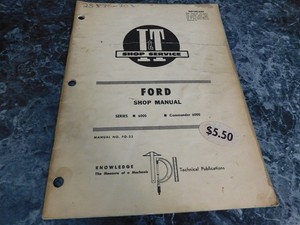 I T
SHOP SERVICE
FORD
SHOP MANUAL
SERIES ■ 6000 ■ Commander 6000
$5.50
MANUAL NO. FO-22
KNOWLEDGE
The Measure of a Mechanic
Technical Publications